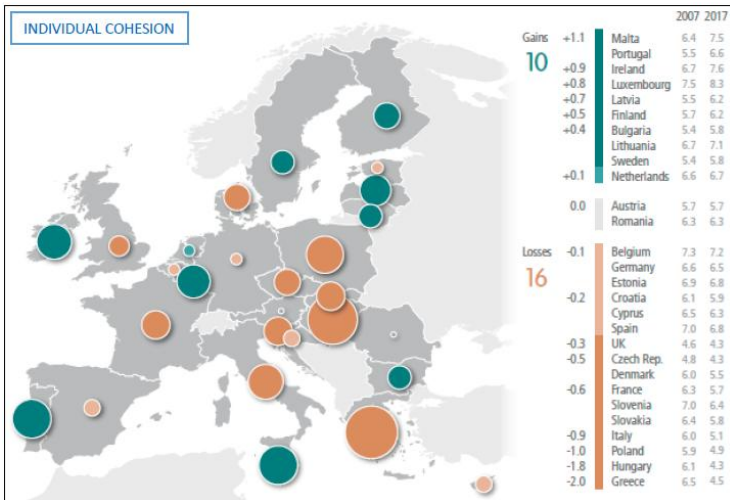 INDIVIDUAL COHESION
2007 2017
Gains +1.1 Malta 6.4 7.5
10 Portugal 5.5 6.6
+0.9 Ireland 6.7 7.6
+0.8 Luxembourg 7.5 8.3
+0.7 Latvia 5.5 6.2
+0.5 Finland 5.7 6.2
+0.4 Bulgaria 5.4 5.8
Lithuania 6.7 7.1
Sweden 5.4 5.8
+0.1 Netherlands 6.6 6.7
0.0 Austria 5.7 5.7
Romania 6.3 6.3
Losses -0.1 Belgium 7.3 7.2
16 Germany 6.6 6.5
Estonia 6.9 6.8
-0.2 Croatia 6.1 5.9
Cyprus 6.5 6.3
Spain 7.0 6.8
-0.3 UK 4.6 4.3
-0.5 Czech Rep. 4.8 4.3
Denmark 6.0 5.5
-0.6 France 6.3 5.7
Slovenia 7.0 6.4
Slovakia 6.4 5.8
-0.9 Italy 6.0 5.1
-1.0 Poland 5.9 4.9
-1.8 Hungary 6.1 4.3
-2.0 Greece 6.5 4.5